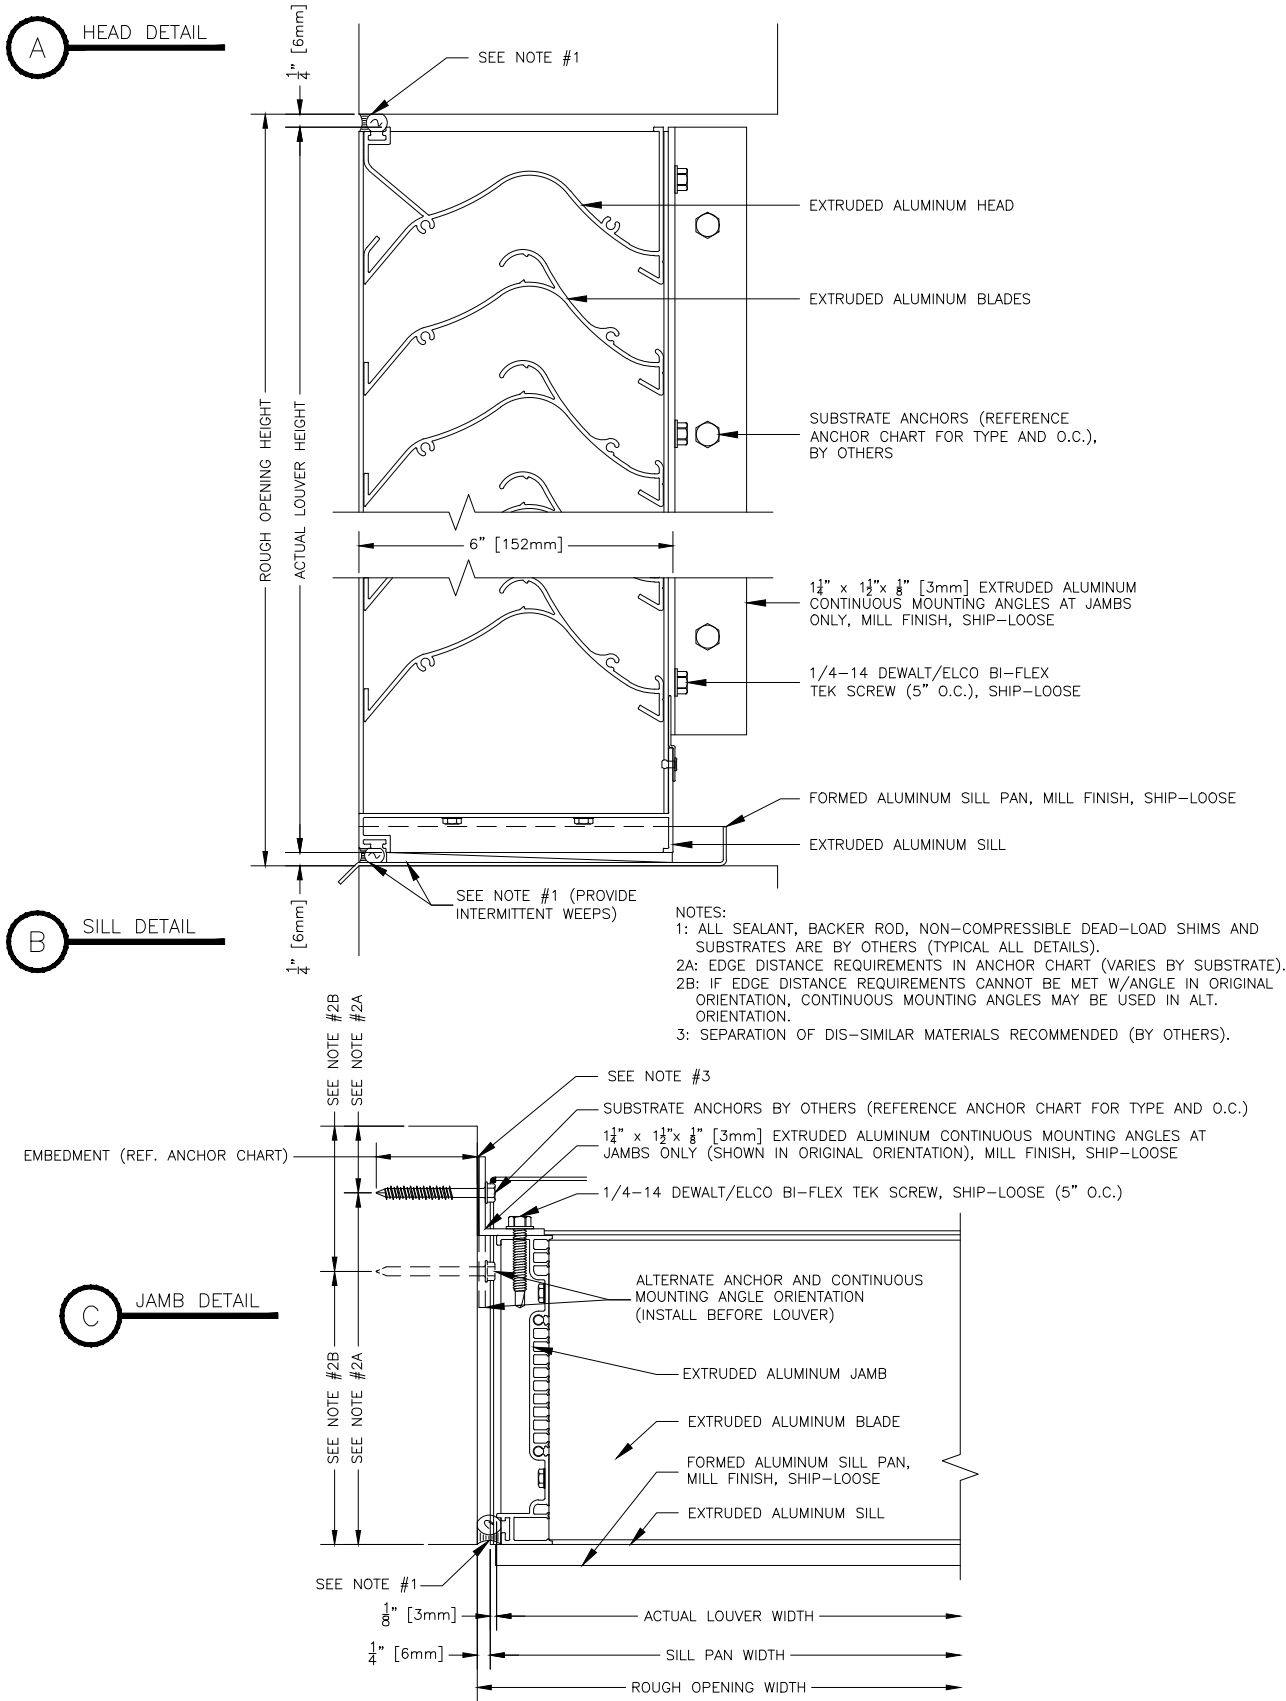 A
HEAD DETAIL
1/4" [6mm]
SEE NOTE #1
EXTRUDED ALUMINUM HEAD
EXTRUDED ALUMINUM BLADES
ROUGH OPENING HEIGHT
ACTUAL LOUVER HEIGHT
SUBSTRATE ANCHORS (REFERENCE
ANCHOR CHART FOR TYPE AND O.C.),
BY OTHERS
6" [152mm]
1 1/4" x 1 1/2"x 1/8" [3mm] EXTRUDED ALUMINUM
CONTINUOUS MOUNTING ANGLES AT JAMBS
ONLY, MILL FINISH, SHIP-LOOSE
1/4-14 DEWALT/ELCO BI-FLEX
TEK SCREW (5" O.C.), SHIP-LOOSE
FORMED ALUMINUM SILL PAN, MILL FINISH, SHIP-LOOSE
EXTRUDED ALUMINUM SILL
SEE NOTE #1 (PROVIDE
INTERMITTENT WEEPS)
1/4" [6mm]
B
SILL DETAIL
NOTES:
1: ALL SEALANT, BACKER ROD, NON-COMPRESSIBLE DEAD-LOAD SHIMS AND
SUBSTRATES ARE BY OTHERS (TYPICAL ALL DETAILS).
2A: EDGE DISTANCE REQUIREMENTS IN ANCHOR CHART (VARIES BY SUBSTRATE).
2B: IF EDGE DISTANCE REQUIREMENTS CANNOT BE MET W/ANGLE IN ORIGINAL
ORIENTATION, CONTINUOUS MOUNTING ANGLES MAY BE USED IN ALT.
ORIENTATION.
3: SEPARATION OF DIS-SIMILAR MATERIALS RECOMMENDED (BY OTHERS).
SEE NOTE #2B
SEE NOTE #2A
SEE NOTE #3
SUBSTRATE ANCHORS BY OTHERS (REFERENCE ANCHOR CHART FOR TYPE AND O.C.)
1 1/4" x 1 1/2"x 1/8" [3mm] EXTRUDED ALUMINUM CONTINUOUS MOUNTING ANGLES AT
JAMBS ONLY (SHOWN IN ORIGINAL ORIENTATION), MILL FINISH, SHIP-LOOSE
EMBEDMENT (REF. ANCHOR CHART)
1/4-14 DEWALT/ELCO BI-FLEX TEK SCREW, SHIP-LOOSE (5" O.C.)
C
JAMB DETAIL
ALTERNATE ANCHOR AND CONTINUOUS
MOUNTING ANGLE ORIENTATION
(INSTALL BEFORE LOUVER)
SEE NOTE #2B
SEE NOTE #2A
EXTRUDED ALUMINUM JAMB
EXTRUDED ALUMINUM BLADE
FORMED ALUMINUM SILL PAN,
MILL FINISH, SHIP-LOOSE
EXTRUDED ALUMINUM SILL
SEE NOTE #1
1/8" [3mm]
ACTUAL LOUVER WIDTH
1/4" [6mm]
SILL PAN WIDTH
ROUGH OPENING WIDTH